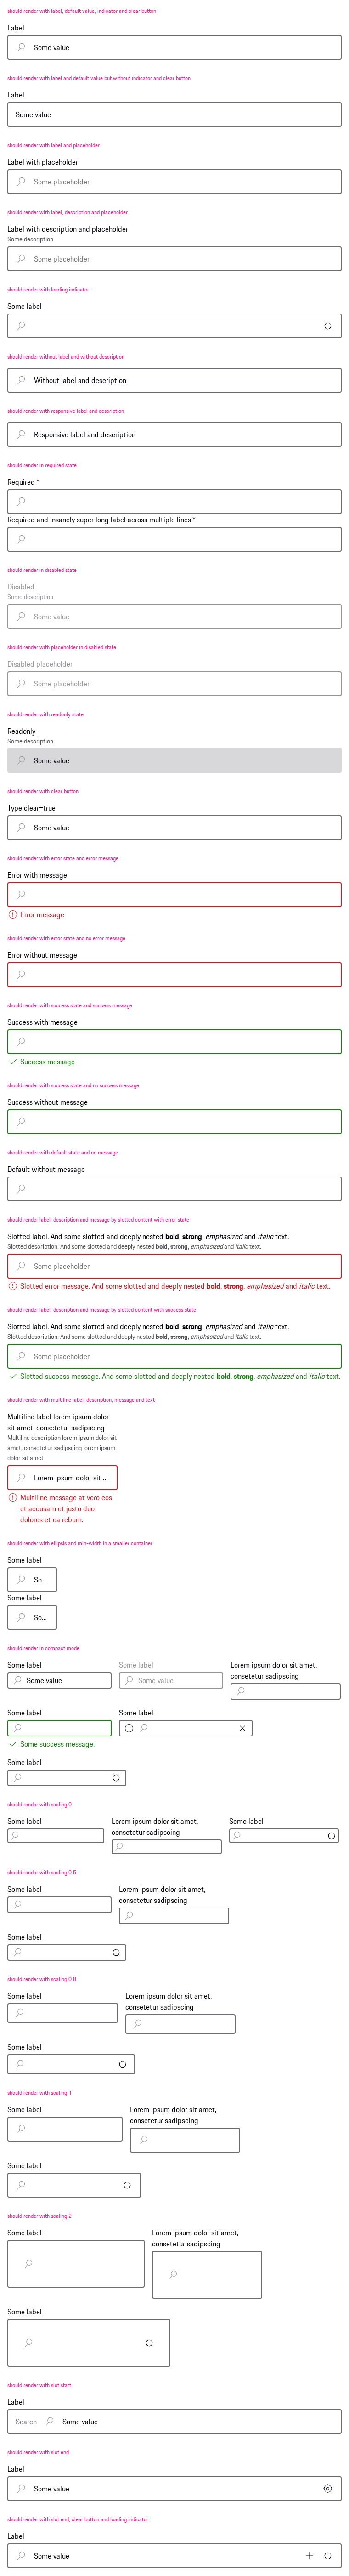 should render with label, default value, indicator and clear button
Label
Some value
should render with label and default value but without indicator and clear button
Label
Some value
should render with label and placeholder
Label with placeholder
Some placeholder
should render with label, description and placeholder
Label with description and placeholder
Some description
Some placeholder
should render with loading indicator
Some label
should render without label and without description
Without label and description
should render with responsive label and description
Responsive label and description
should render in required state
Required *
Required and insanely super long label across multiple lines *
should render in disabled state
Disabled
Some description
Some value
should render with placeholder in disabled state
Disabled placeholder
Some placeholder
should render with readonly state
Readonly
Some description
Some value
should render with clear button
Type clear=true
Some value
should render with error state and error message
Error with message
Error message
should render with error state and no error message
Error without message
should render with success state and success message
Success with message
Success message
should render with success state and no success message
Success without message
should render with default state and no message
Default without message
should render label, description and message by slotted content with error state
Slotted label. And some slotted and deeply nested bold, strong, emphasized and italic text.
Slotted description. And some slotted and deeply nested bold, strong, emphasized and italic text.
Some placeholder
Slotted error message. And some slotted and deeply nested bold, strong, emphasized and italic text.
should render label, description and message by slotted content with success state
Slotted label. And some slotted and deeply nested bold, strong, emphasized and italic text.
Slotted description. And some slotted and deeply nested bold, strong, emphasized and italic text.
Some placeholder
Slotted success message. And some slotted and deeply nested bold, strong, emphasized and italic text.
should render with multiline label, description, message and text
Multiline label lorem ipsum dolor
sit amet, consetetur sadipscing
Multiline description lorem ipsum dolor sit
amet, consetetur sadipscing lorem ipsum
dolor sit amet
Lorem ipsum dolor sit ...
Multiline message at vero eos
et accusam et justo duo
dolores et ea rebum.
should render with ellipsis and min-width in a smaller container
Some label
So...
Some label
So...
should render in compact mode
Some label
Some value
Some label
Some value
Lorem ipsum dolor sit amet,
consetetur sadipscing
Some label
Some success message.
Some label
Some label
should render with scaling 0
Some label
Lorem ipsum dolor sit amet,
consetetur sadipscing
Some label
should render with scaling 0.5
Some label
Lorem ipsum dolor sit amet,
consetetur sadipscing
Some label
should render with scaling 0.8
Some label
Lorem ipsum dolor sit amet,
consetetur sadipscing
Some label
should render with scaling 1
Some label
Lorem ipsum dolor sit amet,
consetetur sadipscing
Some label
should render with scaling 2
Some label
Lorem ipsum dolor sit amet,
consetetur sadipscing
Some label
should render with slot start
Label
Search Some value
should render with slot end
Label
Some value
should render with slot end, clear button and loading indicator
Label
Some value